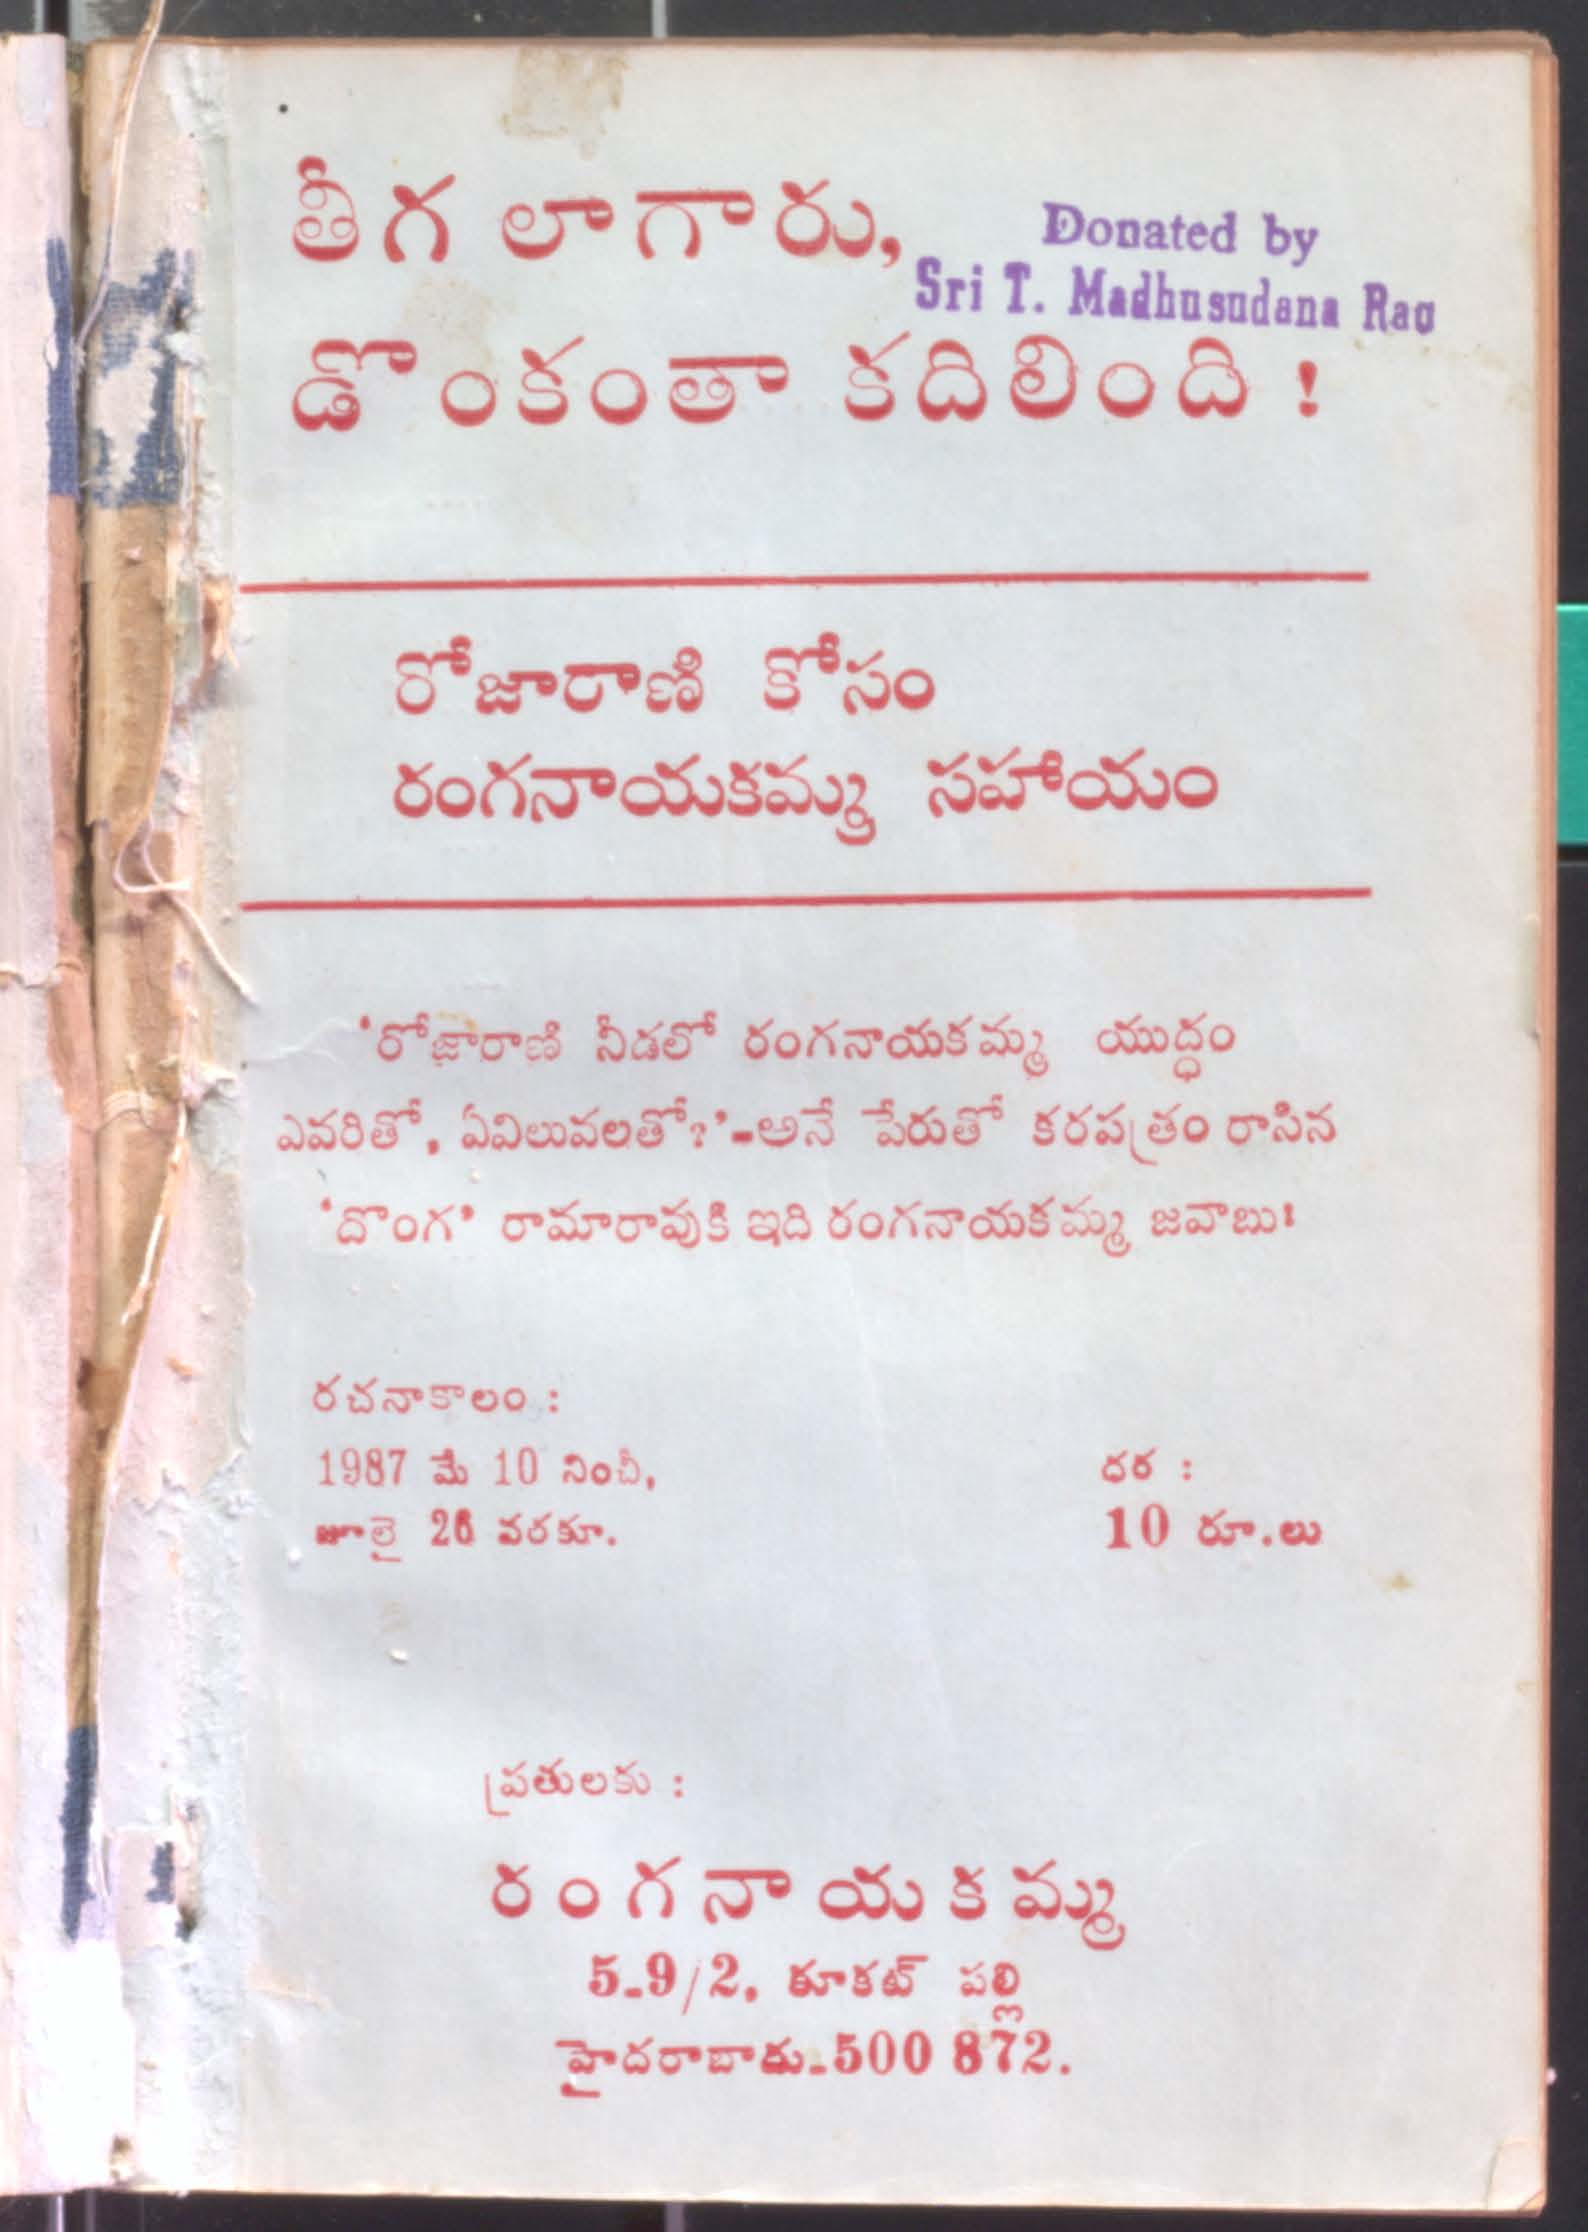 తీగ లాగారు,
Donated by
Sri T. Madhusudana Rao
డొంకంతా కదిలింది !
రోజారాణి కోసం
రంగనాయకమ్మ సహాయం
'రోజారాణి నీడలో రంగనాయకమ్మ యుద్ధం
ఎవరితో, ఏవిలువలతో?'-అనే పేరుతో కరపత్రం రాసిన
'దొంగ' రామారావుకి ఇది రంగనాయకమ్మ జవాబు!
రచనాకాలం :
1987 మే 10 నించీ,
జూలై 26 వరకూ.
ధర :
10 రూ.లు
ప్రతులకు :
రంగనాయకమ్మ
5-9/2, కూకట్ పల్లి
హైదరాబాదు-500 872.